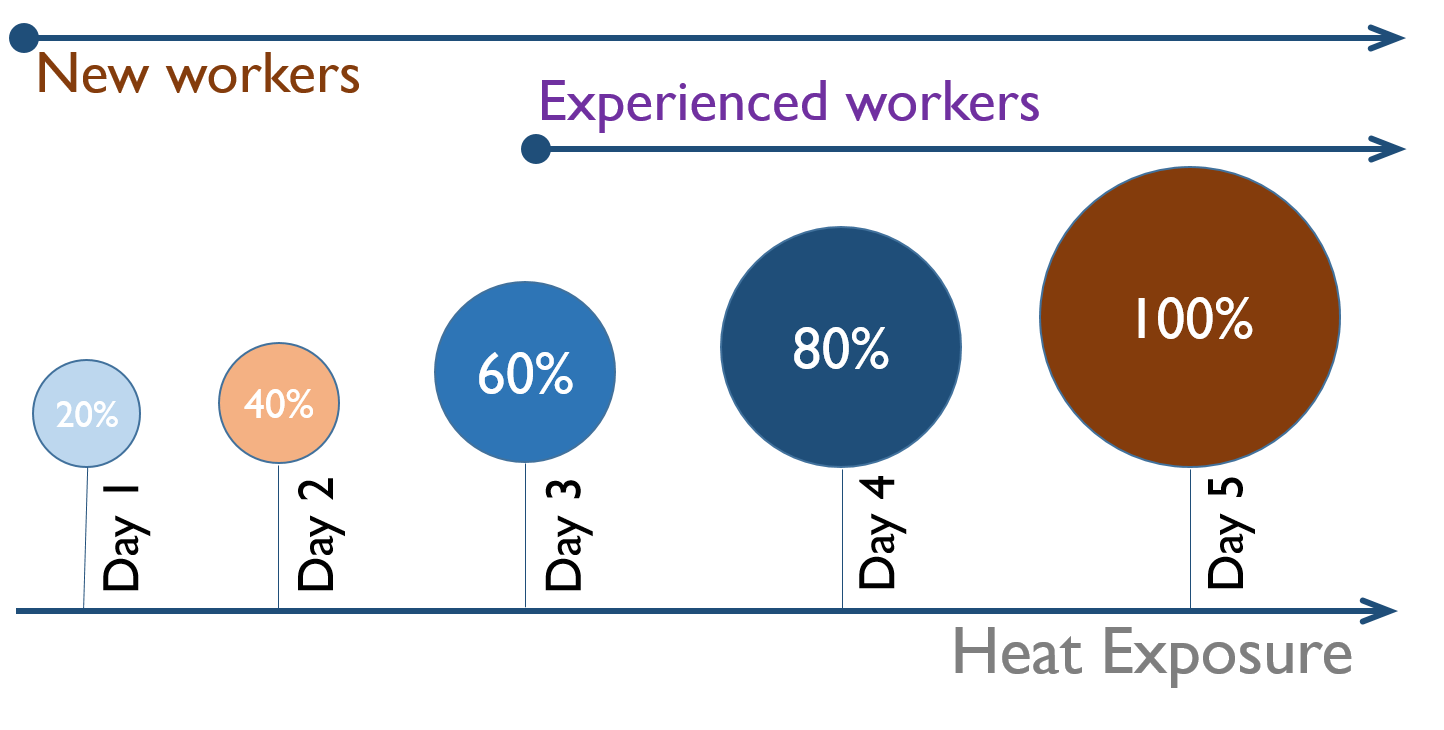 New workers
Experienced workers
20%
40%
60%
80%
100%
Day 1
Day 2
Day 3
Day 4
Day 5
Heat Exposure